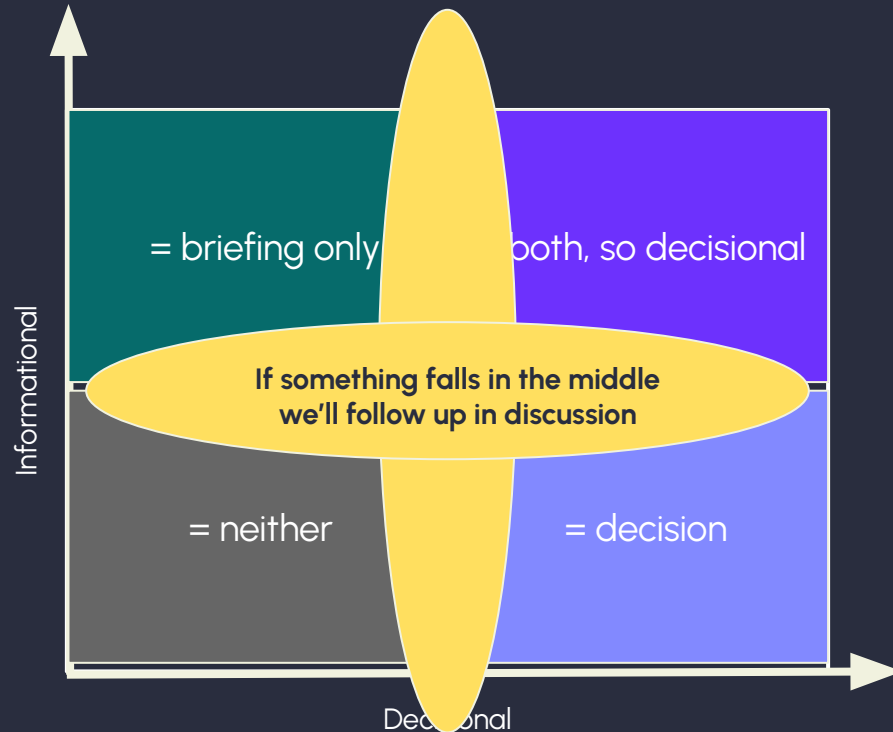 = briefing only
both, so decisional
Informational
If something falls in the middle
we'll follow up in discussion
= neither
= decision